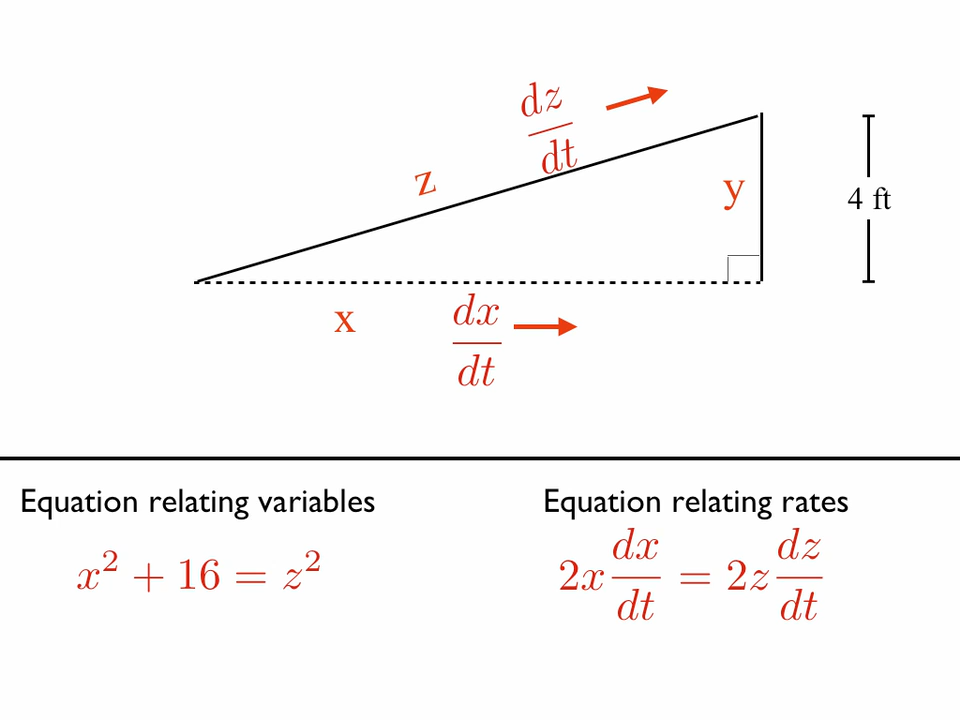 dz
dt
z
y
4 ft
x
dx
dt
Equation relating variables
Equation relating rates
x² + 16 = z²
2x dx/dt = 2z dz/dt